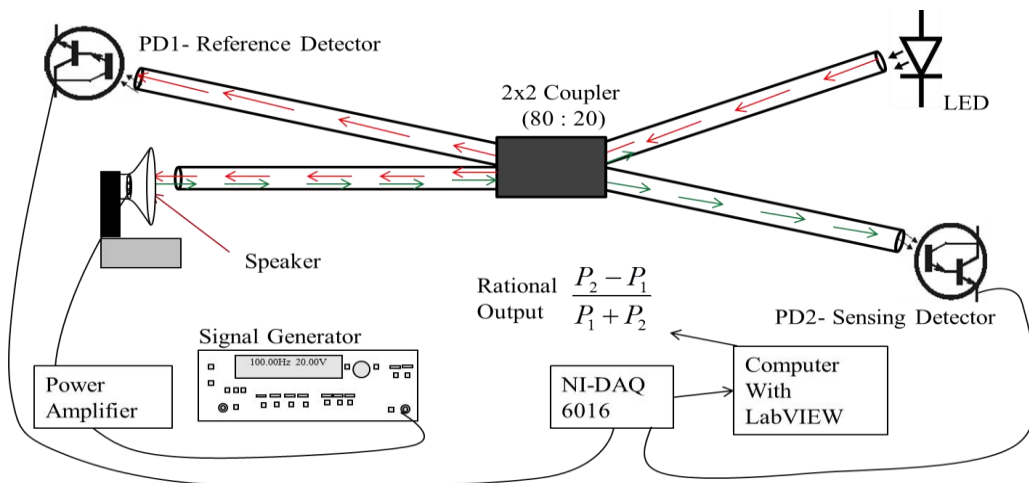 PD1- Reference Detector
2x2 Coupler
(80 : 20)
LED
Speaker
Rational
Output
P₂ − P₁
P₁ + P₂
PD2- Sensing Detector
Signal Generator
100.00Hz 20.00V
Power
Amplifier
NI-DAQ
6016
Computer
With
LabVIEW